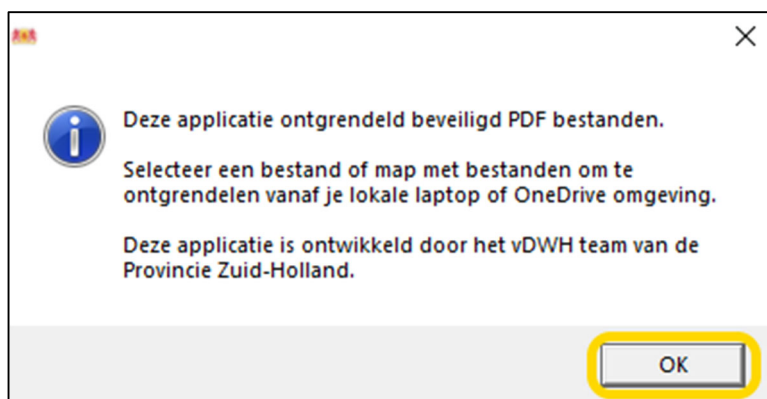 Deze applicatie ontgrendeld beveiligd PDF bestanden.
Selecteer een bestand of map met bestanden om te
ontgrendelen vanaf je lokale laptop of OneDrive omgeving.
Deze applicatie is ontwikkeld door het vDWH team van de
Provincie Zuid-Holland.
OK